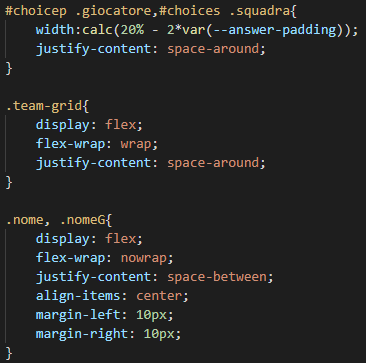 #choicep .giocatore,#choices .squadra{
    width:calc(20% - 2*var(--answer-padding));
    justify-content: space-around;
}

.team-grid{
    display: flex;
    flex-wrap: wrap;
    justify-content: space-around;
}

.nome, .nomeG{
    display: flex;
    flex-wrap: nowrap;
    justify-content: space-between;
    align-items: center;
    margin-left: 10px;
    margin-right: 10px;
}